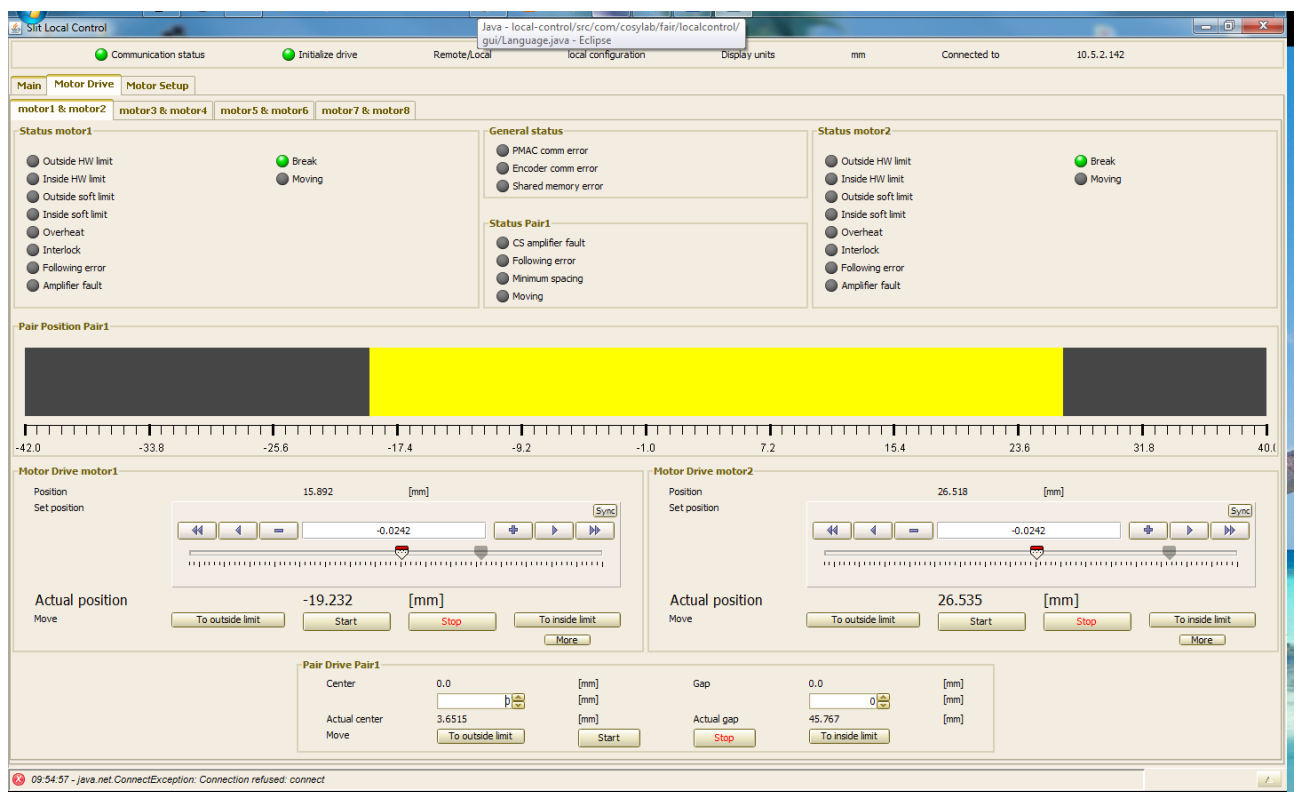 Slit Local Control
Java - local-control/src/com/cosylab/fair/localcontrol/
gui/Language.java - Eclipse
Communication status Initialize drive Remote/Local local configuration Display units mm Connected to 10.5.2.142
Main Motor Drive Motor Setup
motor1 & motor2 motor3 & motor4 motor5 & motor6 motor7 & motor8
Status motor1
Outside HW limit Break
Inside HW limit Moving
Outside soft limit
Inside soft limit
Overheat
Interlock
Following error
Amplifier fault
General status
PMAC comm error
Encoder comm error
Shared memory error
Status Pair1
CS amplifier fault
Following error
Minimum spacing
Moving
Status motor2
Outside HW limit Break
Inside HW limit Moving
Outside soft limit
Inside soft limit
Overheat
Interlock
Following error
Amplifier fault
Pair Position Pair1
-42.0 -33.8 -25.6 -17.4 -9.2 -1.0 7.2 15.4 23.6 31.8 40.(
Motor Drive motor1
Position 15.892 [mm]
Set position Sync
-0.0242
Actual position -19.232 [mm]
Move To outside limit Start Stop To inside limit
More
Motor Drive motor2
Position 26.518 [mm]
Set position Sync
-0.0242
Actual position 26.535 [mm]
Move To outside limit Start Stop To inside limit
More
Pair Drive Pair1
Center 0.0 [mm] Gap 0.0 [mm]
0 [mm] 0 [mm]
Actual center 3.6515 [mm] Actual gap 45.767 [mm]
Move To outside limit Start Stop To inside limit
09:54:57 - java.net.ConnectException: Connection refused: connect